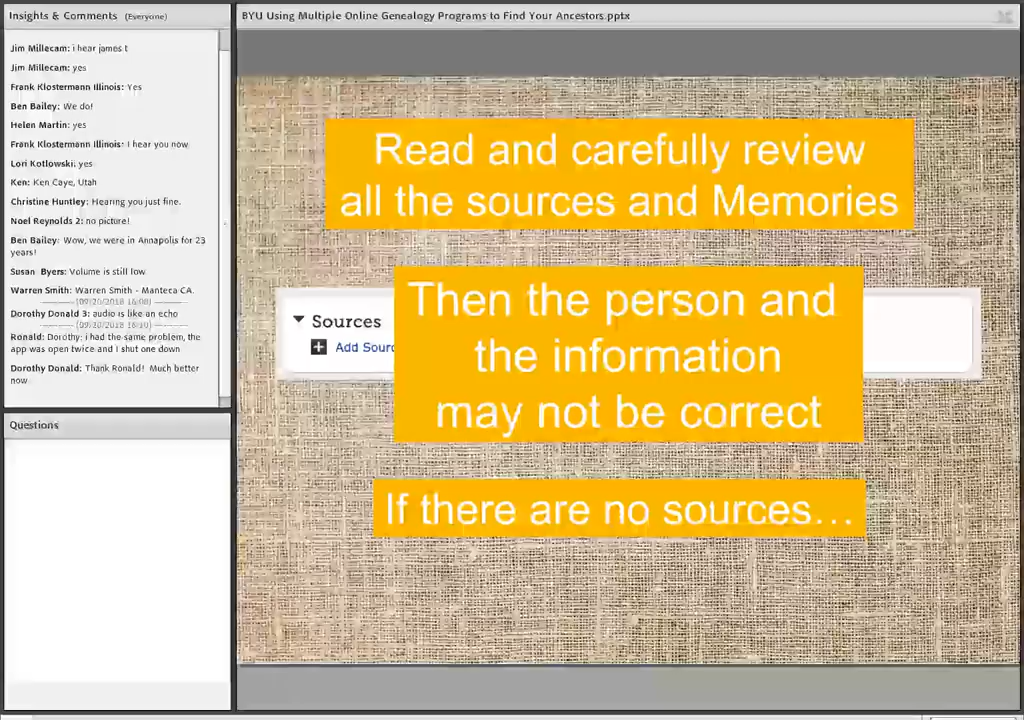 Insights & Comments (Everyone)
Jim Millecam: i hear james t
Jim Millecam: yes
Frank Klostermann Illinois: Yes
Ben Bailey: We do!
Helen Martin: yes
Frank Klostermann Illinois: I hear you now
Lori Kotlowski: yes
Ken: Ken Caye, Utah
Christine Huntley: Hearing you just fine.
Noel Reynolds 2: no picture!
Ben Bailey: Wow, we were in Annapolis for 23
years!
Susan Byers: Volume is still low
Warren Smith: Warren Smith - Manteca CA.
(09/20/2018 16:08)
Dorothy Donald 3: audio is like an echo
(09/20/2018 16:10)
Ronald: Dorothy: i had the same problem, the
app was open twice and I shut one down
Dorothy Donald: Thank Ronald! Much better
now
Questions
BYU Using Multiple Online Genealogy Programs to Find Your Ancestors.pptx
Read and carefully review
all the sources and Memories
Sources
Add Sour
Then the person and
the information
may not be correct
If there are no sources...